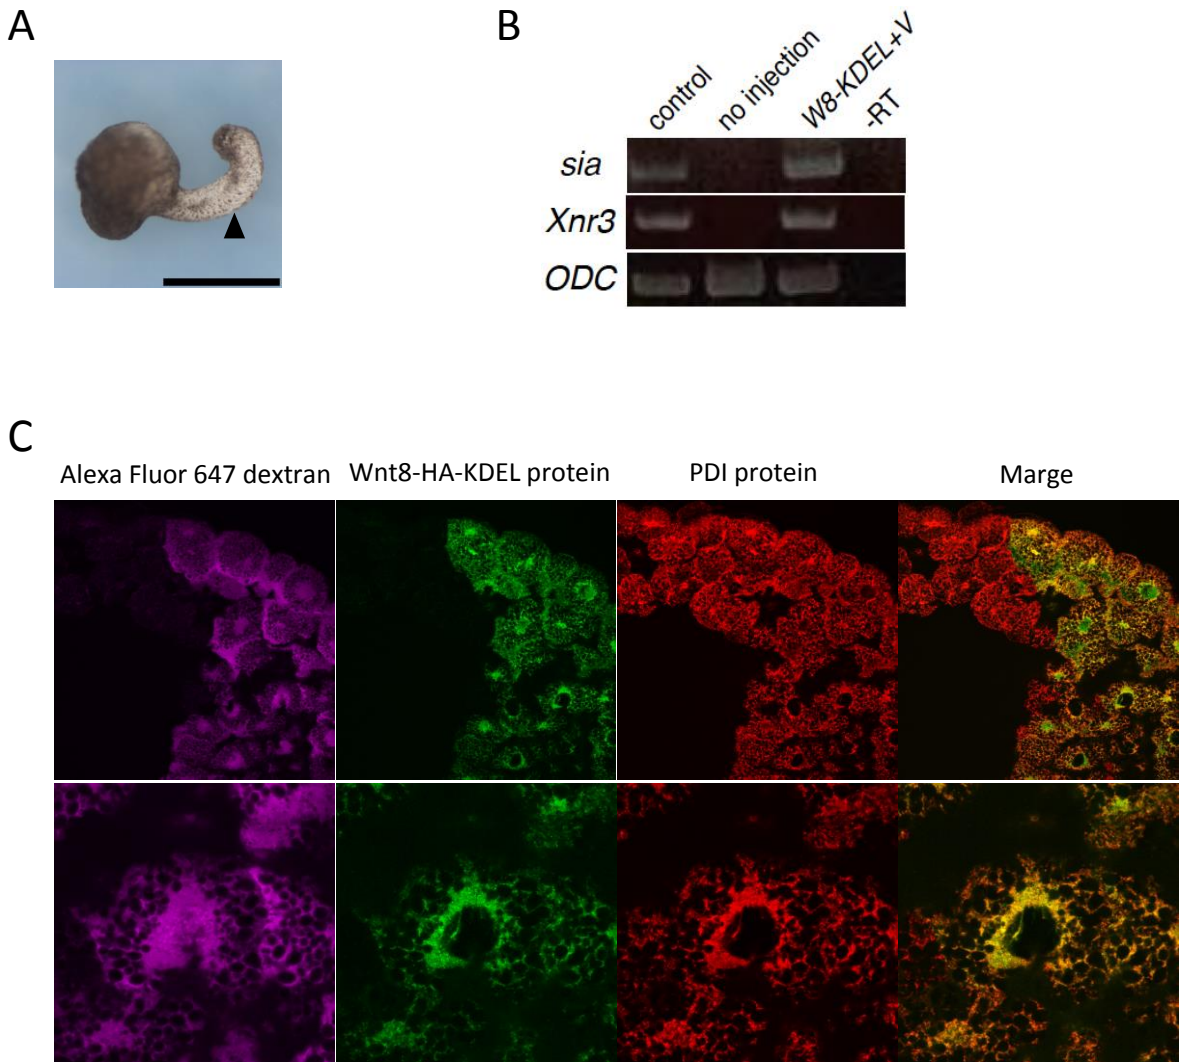 A
B
control
no injection
W8-KDEL+V
-RT
sia
Xnr3
ODC
C
Alexa Fluor 647 dextran
Wnt8-HA-KDEL protein
PDI protein
Marge